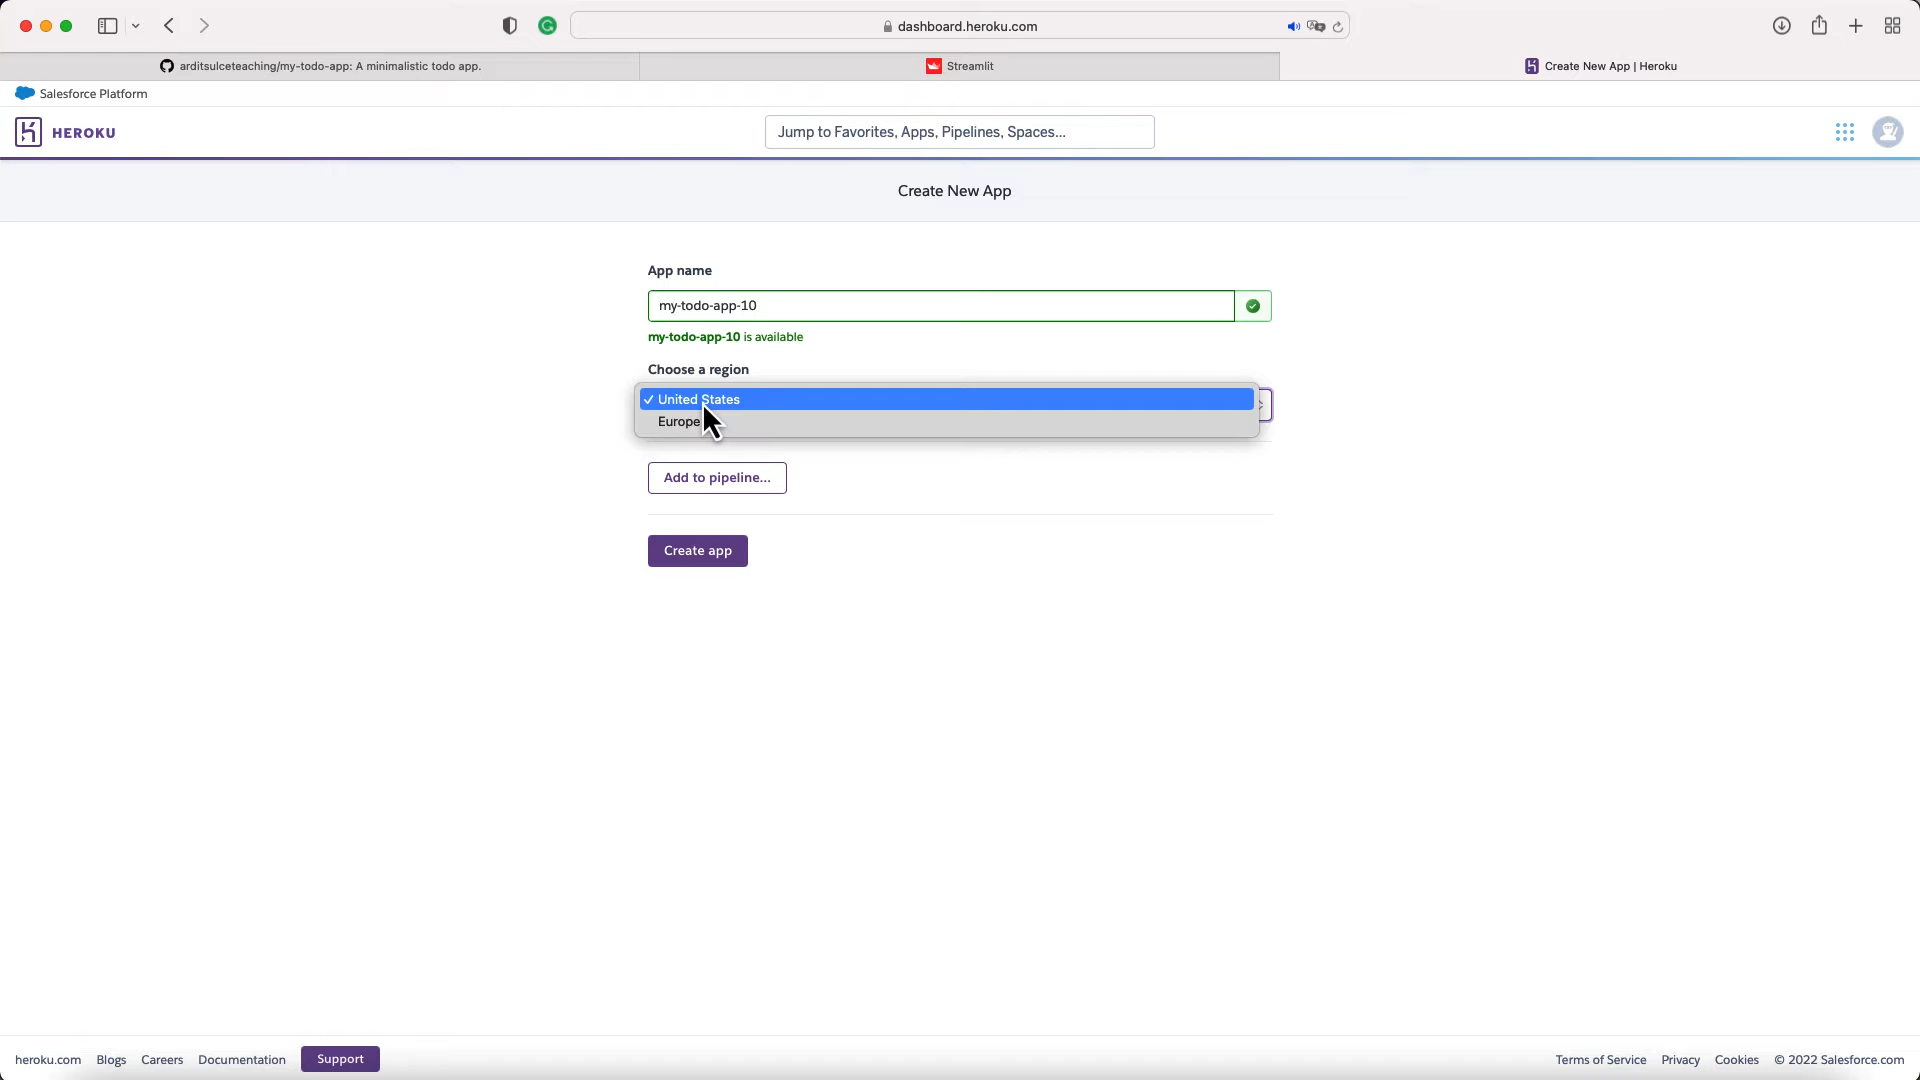 dashboard.heroku.com
arditsulceteaching/my-todo-app: A minimalistic todo app.
Streamlit
Create New App | Heroku
Salesforce Platform
HEROKU
Jump to Favorites, Apps, Pipelines, Spaces...
Create New App
App name
my-todo-app-10
my-todo-app-10 is available
Choose a region
✓ United States
Europe
Add to pipeline...
Create app
heroku.com Blogs Careers Documentation Support Terms of Service Privacy Cookies © 2022 Salesforce.com